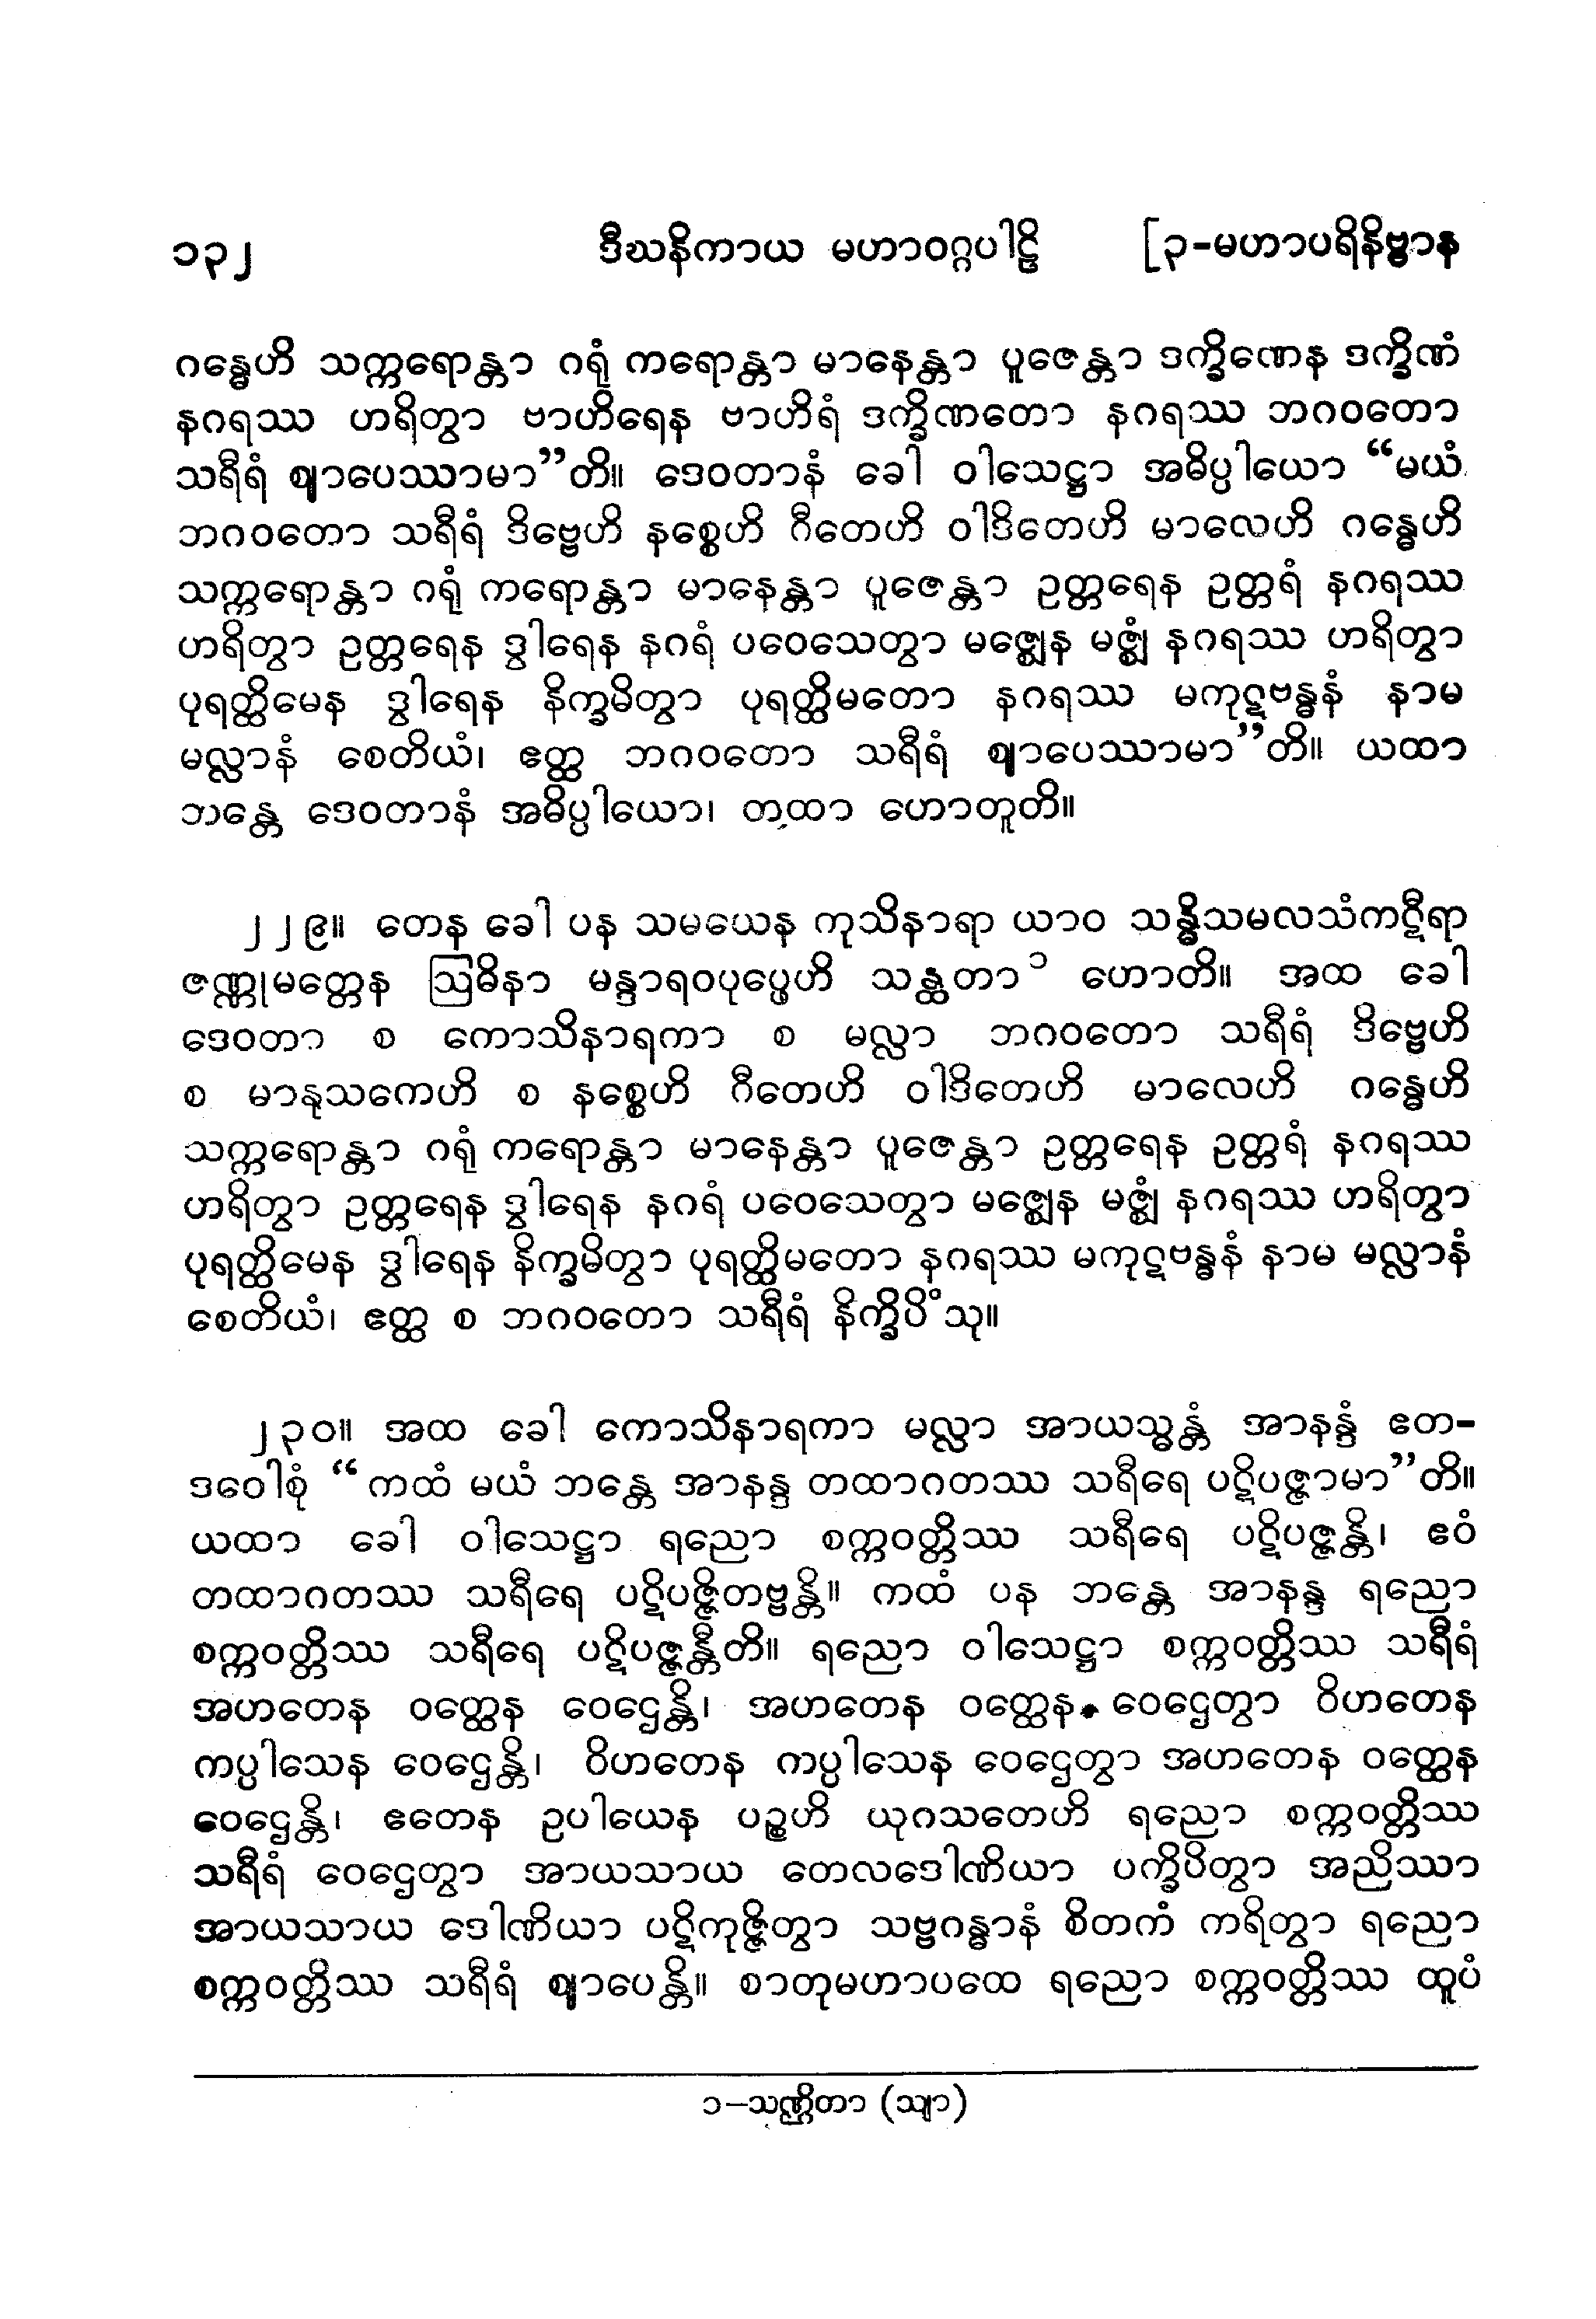 ၁၃၂ ဒီဃနိကာယ မဟာဝဂ္ဂပါဠိ [၃-မဟာပရိနိဗ္ဗာန
ဂန္ဓေဟိ သက္ကရောန္တာ ဂရုံ ကရောန္တာ မာနေန္တာ ပူဇေန္တာ ဒက္ခိဏေန ဒက္ခိဏံ
နဂရဿ ဟရိတွာ ဗာဟိရေန ဗာဟိရံ ဒက္ခိဏတော နဂရဿ ဘဂဝတော
သရီရံ ဈာပေဿာမာ”တိ။ ဒေဝတာနံ ခေါ ဝါသေဋ္ဌာ အဓိပ္ပါယော “မယံ
ဘဂဝတော သရီရံ ဒိဗ္ဗေဟိ နစ္စေဟိ ဂီတေဟိ ဝါဒိတေဟိ မာလေဟိ ဂန္ဓေဟိ
သက္ကရောန္တာ ဂရုံ ကရောန္တာ မာနေန္တာ ပူဇေန္တာ ဥတ္တရေန ဥတ္တရံ နဂရဿ
ဟရိတွာ ဥတ္တရေန ဒွါရေန နဂရံ ပဝေသေတွာ မဇ္ဈေန မဇ္ဈံ နဂရဿ ဟရိတွာ
ပုရတ္ထိမေန ဒွါရေန နိက္ခမိတွာ ပုရတ္ထိမတော နဂရဿ မကုဋဗန္ဓနံ နာမ
မလ္လာနံ စေတိယံ၊ ဧတ္ထ ဘဂဝတော သရီရံ ဈာပေဿာမာ”တိ။ ယထာ
ဘန္တေ ဒေဝတာနံ အဓိပ္ပါယော၊ တထာ ဟောတူတိ။
၂၂၉။ တေန ခေါ ပန သမယေန ကုသိနာရာ ယာဝ သန္ဓိသမလသံကဋီရာ
ဇဏ္ဏုမတ္တေန ဩဓိနာ မန္ဒာရဝပုပ္ဖေဟိ သန္ထတာ ၁ ဟောတိ။ အထ ခေါ
ဒေဝတာ စ ကောသိနာရကာ စ မလ္လာ ဘဂဝတော သရီရံ ဒိဗ္ဗေဟိ
စ မာနုသကေဟိ စ နစ္စေဟိ ဂီတေဟိ ဝါဒိတေဟိ မာလေဟိ ဂန္ဓေဟိ
သက္ကရောန္တာ ဂရုံ ကရောန္တာ မာနေန္တာ ပူဇေန္တာ ဥတ္တရေန ဥတ္တရံ နဂရဿ
ဟရိတွာ ဥတ္တရေန ဒွါရေန နဂရံ ပဝေသေတွာ မဇ္ဈေန မဇ္ဈံ နဂရဿ ဟရိတွာ
ပုရတ္ထိမေန ဒွါရေန နိက္ခမိတွာ ပုရတ္ထိမတော နဂရဿ မကုဋဗန္ဓနံ နာမ မလ္လာနံ
စေတိယံ၊ ဧတ္ထ စ ဘဂဝတော သရီရံ နိက္ခိပိံသု။
၂၃၀။ အထ ခေါ ကောသိနာရကာ မလ္လာ အာယသ္မန္တံ အာနန္ဒံ ဧတ-
ဒဝေါစုံ “ကထံ မယံ ဘန္တေ အာနန္ဒ တထာဂတဿ သရီရေ ပဋိပဇ္ဇာမာ”တိ။
ယထာ ခေါ ဝါသေဋ္ဌာ ရညော စက္ကဝတ္တိဿ သရီရေ ပဋိပဇ္ဇန္တိ၊ ဧဝံ
တထာဂတဿ သရီရေ ပဋိပဇ္ဇိတဗ္ဗန္တိ။ ကထံ ပန ဘန္တေ အာနန္ဒ ရညော
စက္ကဝတ္တိဿ သရီရေ ပဋိပဇ္ဇန္တီတိ။ ရညော ဝါသေဋ္ဌာ စက္ကဝတ္တိဿ သရီရံ
အဟတေန ဝတ္ထေန ဝေဌေန္တိ၊ အဟတေန ဝတ္ထေန ဝေဌေတွာ ဝိဟတေန
ကပ္ပါသေန ဝေဌေန္တိ၊ ဝိဟတေန ကပ္ပါသေန ဝေဌေတွာ အဟတေန ဝတ္ထေန
ဝေဌေန္တိ၊ ဧတေန ဥပါယေန ပဉ္စဟိ ယုဂသတေဟိ ရညော စက္ကဝတ္တိဿ
သရီရံ ဝေဌေတွာ အာယသာယ တေလဒေါဏိယာ ပက္ခိပိတွာ အညိဿာ
အာယသာယ ဒေါဏိယာ ပဋိကုဇ္ဇိတွာ သဗ္ဗဂန္ဓာနံ စိတကံ ကရိတွာ ရညော
စက္ကဝတ္တိဿ သရီရံ ဈာပေန္တိ။ စာတုမဟာပထေ ရညော စက္ကဝတ္တိဿ ထူပံ
၁-သဏ္ဌိတာ (သျာ)